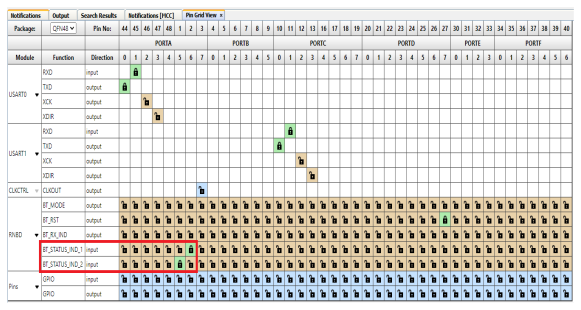 Notifications Output Search Results Notifications [MCC] Pin Grid View ×
Package: QFN48 Pin No: 44 45 46 47 48 1 2 3 4 5 6 7 8 9 10 11 12 13 14 15 16 17 18 19 20 21 22 23 24 25 26 27 28 29 30 31 32 33 34 35 36 37 38 39 40
PORTA PORTB PORTC PORTD PORTE PORTF
Module Function Direction 0 1 2 3 4 5 6 7 0 1 2 3 4 5 0 1 2 3 4 5 6 7 0 1 2 3 4 5 6 7 0 1 2 3 0 1 2 3 4 5 6
USART0 RXD input
TXD output
XCK output
XDIR output
USART1 RXD input
TXD output
XCK output
XDIR output
CLKCTRL CLKOUT output
RNBD BT_MODE output
BT_RST output
BT_RX_IND output
BT_STATUS_IND_1 input
BT_STATUS_IND_2 input
Pins GPIO input
GPIO output